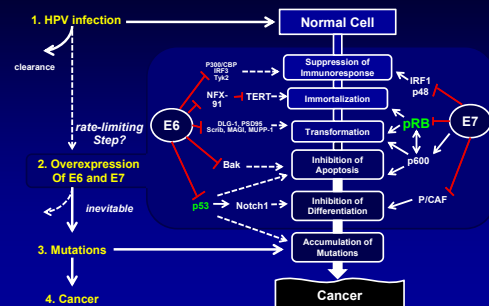 1. HPV infection
clearance
rate-limiting
Step?
2. Overexpression
Of E6 and E7
inevitable
3. Mutations
4. Cancer
Normal Cell
P300/CBP
IRF3
Tyk2
Suppression of
Immunoresponse
IRF1
p48
NFX-
91
TERT
Immortalization
E6
DLG-1, PSD95
Scrib, MAGI, MUPP-1
Transformation
pRB
E7
Bak
Inhibition of
Apoptosis
p600
p53
Notch1
Inhibition of
Differentiation
P/CAF
Accumulation of
Mutations
Cancer